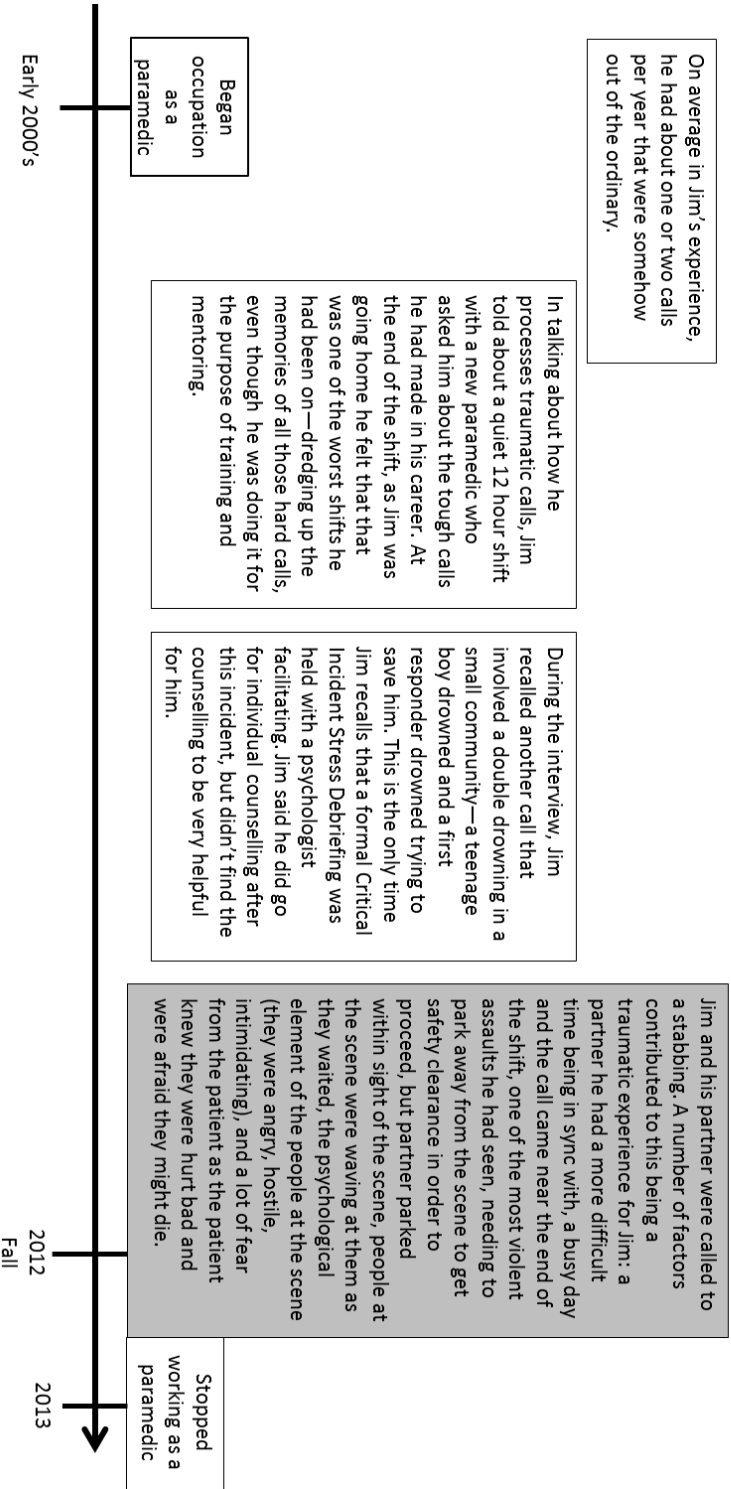 On average in Jim’s experience,
he had about one or two calls
per year that were somehow
out of the ordinary.
Began
occupation
as a
paramedic
Early 2000’s
In talking about how he
processes traumatic calls, Jim
told about a quiet 12 hour shift
with a new paramedic who
asked him about the tough calls
he had made in his career. At
the end of the shift, as Jim was
going home he felt that that
was one of the worst shifts he
had been on—dredging up the
memories of all those hard calls,
even though he was doing it for
the purpose of training and
mentoring.
During the interview, Jim
recalled another call that
involved a double drowning in a
small community—a teenage
boy drowned and a first
responder drowned trying to
save him. This is the only time
Jim recalls that a formal Critical
Incident Stress Debriefing was
held with a psychologist
facilitating. Jim said he did go
for individual counselling after
this incident, but didn’t find the
counselling to be very helpful
for him.
Jim and his partner were called to
a stabbing. A number of factors
contributed to this being a
traumatic experience for Jim: a
partner he had a more difficult
time being in sync with, a busy day
and the call came near the end of
the shift, one of the most violent
assaults he had seen, needing to
park away from the scene to get
safety clearance in order to
proceed, but partner parked
within sight of the scene, people at
the scene were waving at them as
they waited, the psychological
element of the people at the scene
(they were angry, hostile,
intimidating), and a lot of fear
from the patient as the patient
knew they were hurt bad and
were afraid they might die.
2012
Fall
Stopped
working as a
paramedic
2013